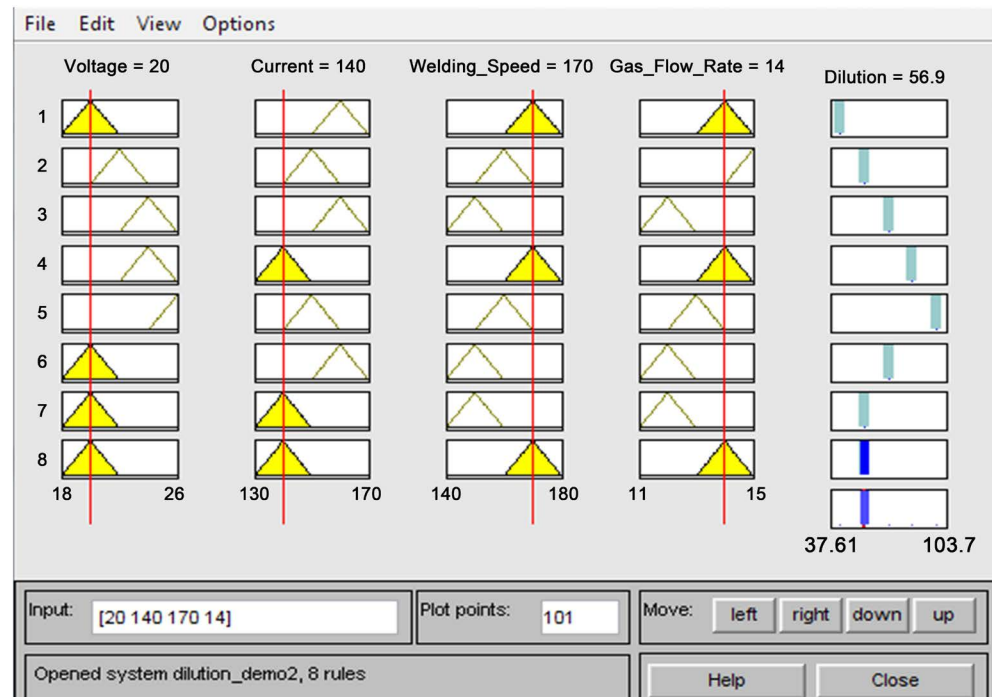 File Edit View Options
Voltage = 20 Current = 140 Welding_Speed = 170 Gas_Flow_Rate = 14 Dilution = 56.9
1
2
3
4
5
6
7
8
18 26 130 170 140 180 11 15
37.61 103.7
Input: [20 140 170 14] Plot points: 101 Move: left right down up
Opened system dilution_demo2, 8 rules Help Close